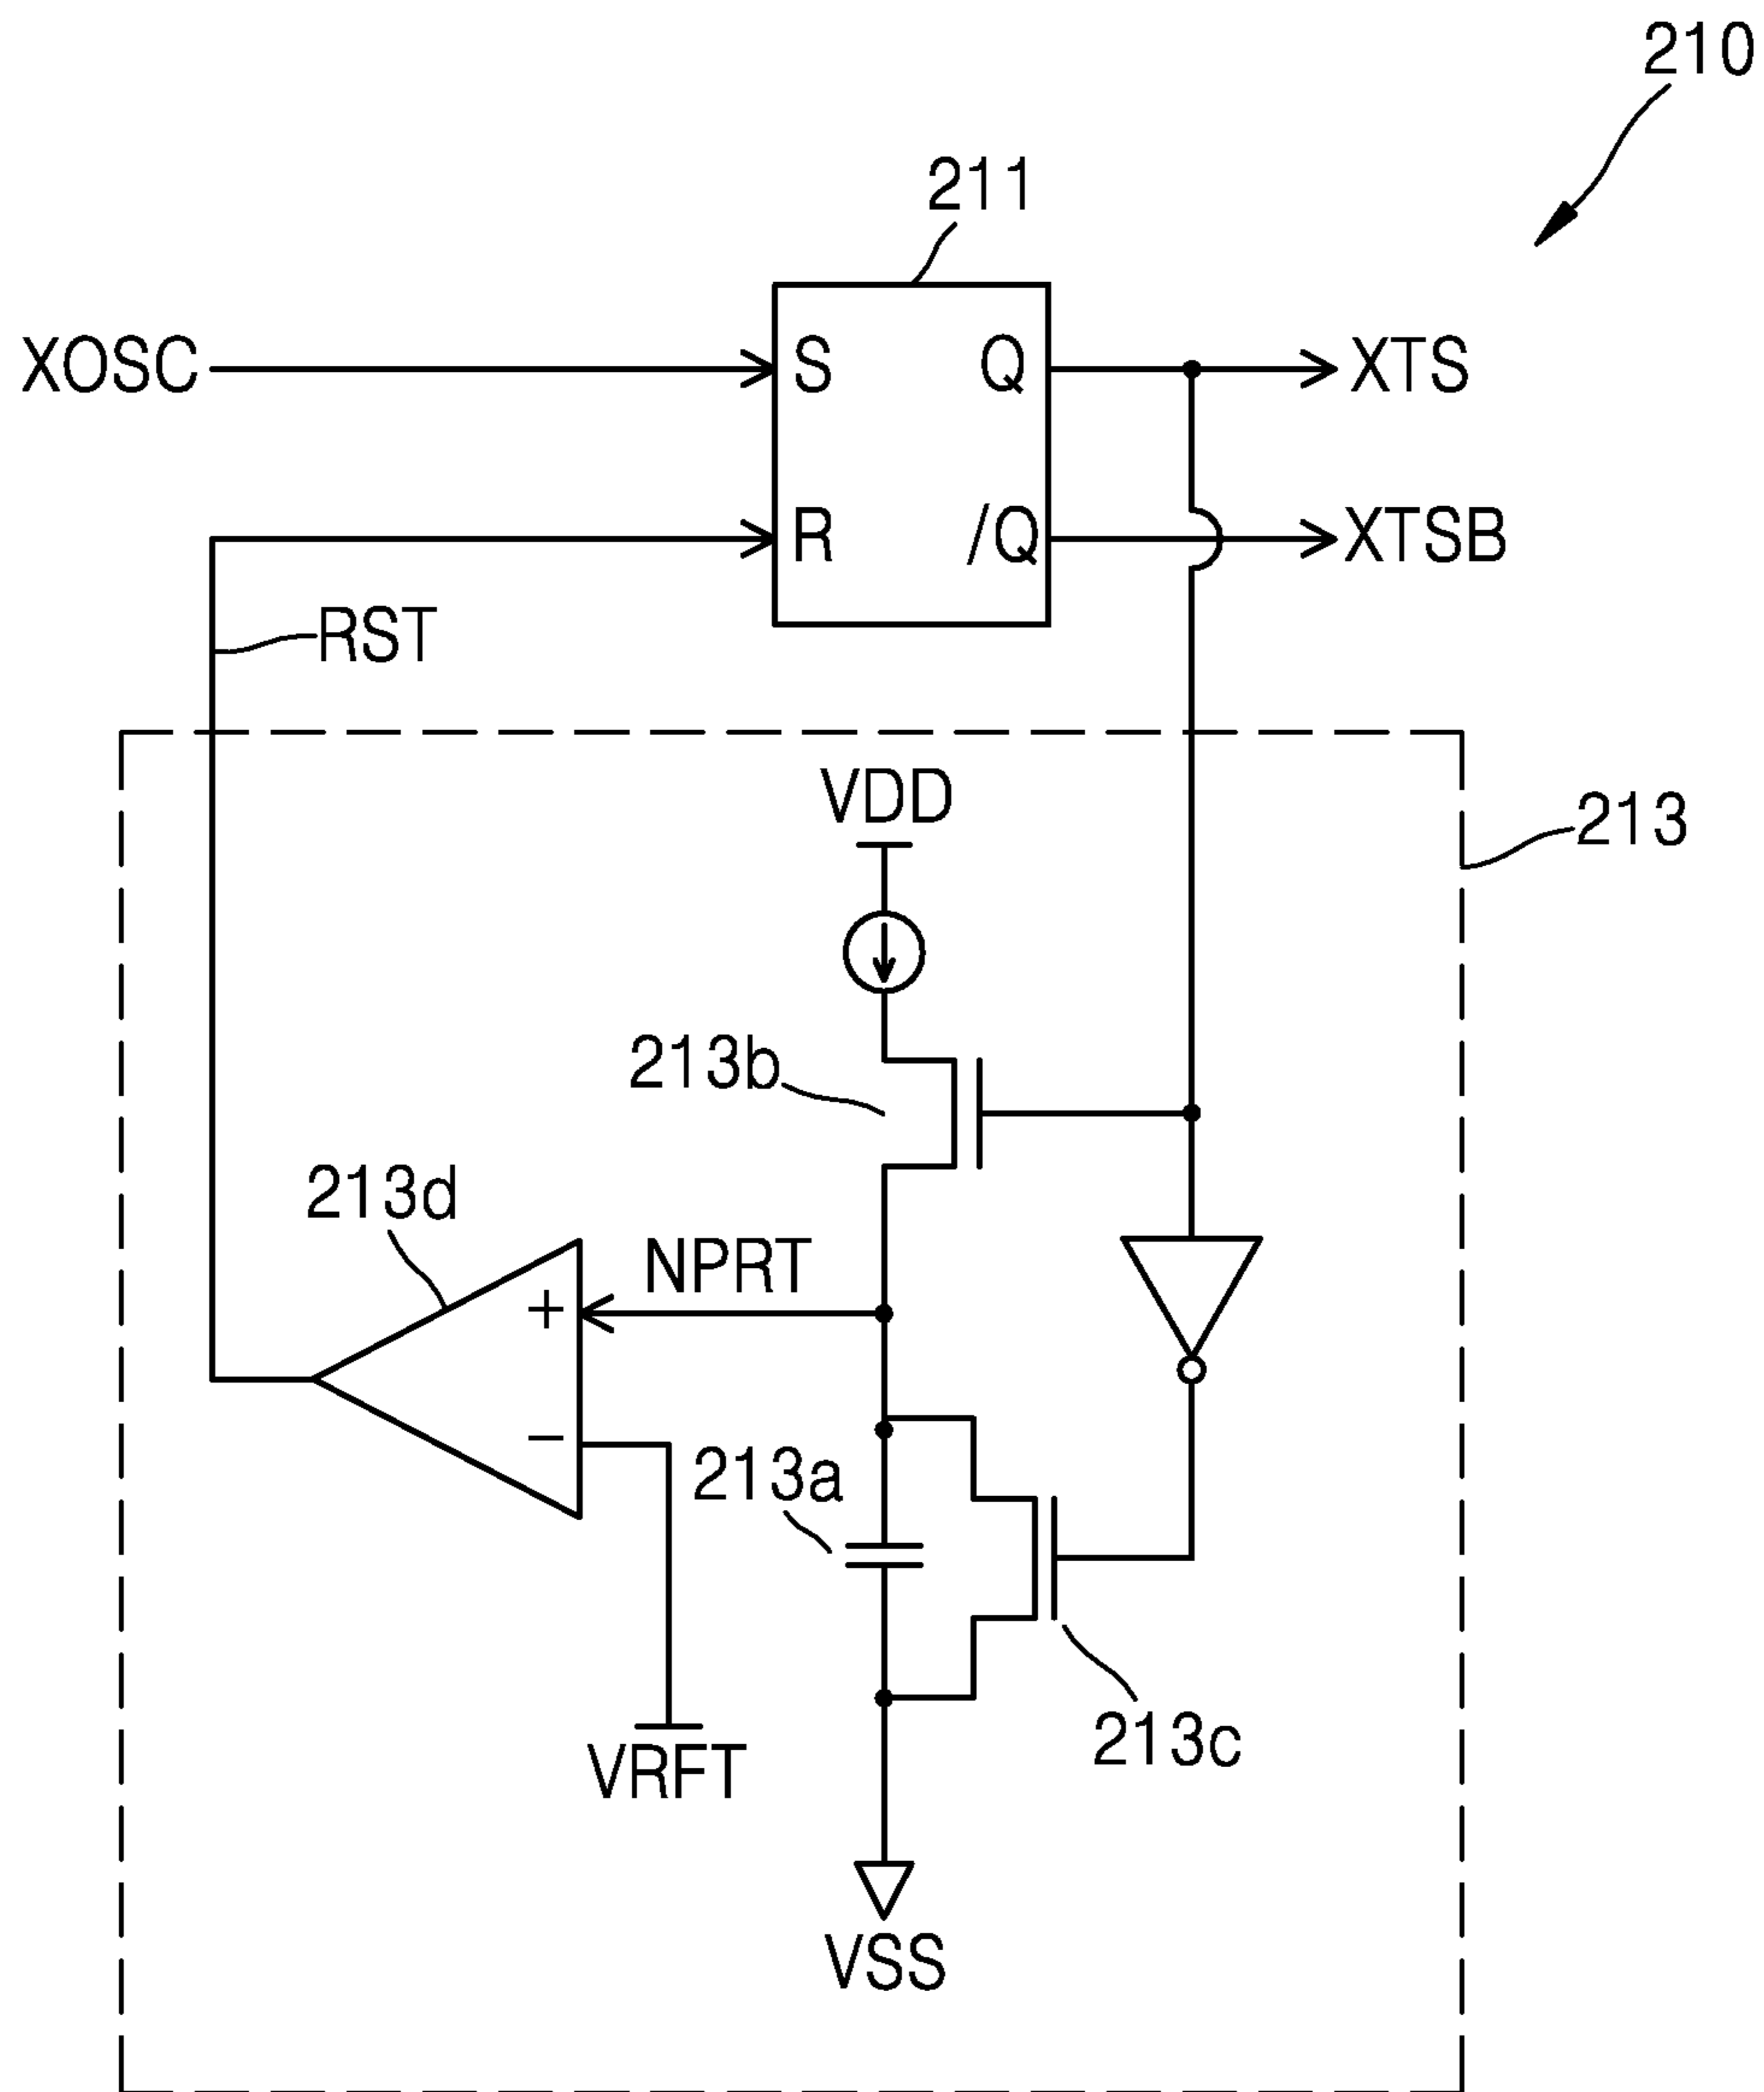 210
211
XOSC
S
Q
XTS
R
/Q
XTSB
RST
VDD
213
213b
213d
NPRT
+
−
213a
213c
VRFT
VSS